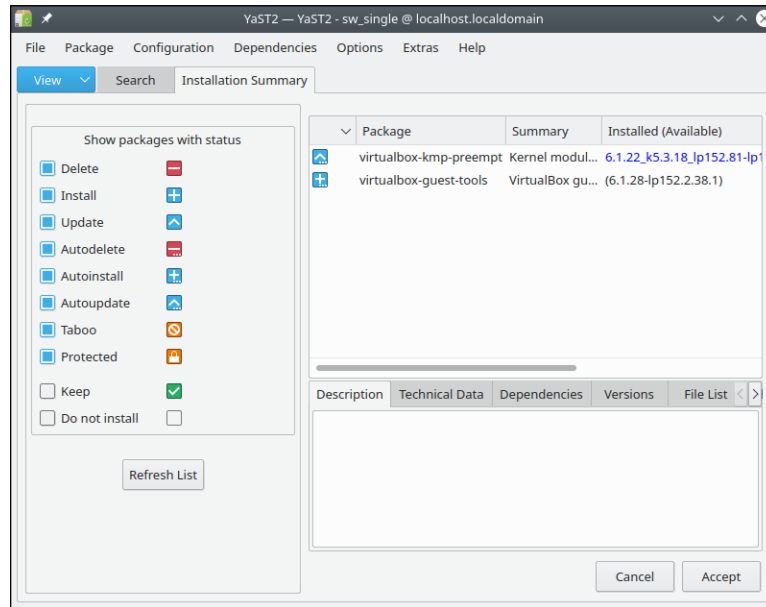 YaST2 — YaST2 - sw_single @ localhost.localdomain
File Package Configuration Dependencies Options Extras Help
View Search Installation Summary
Show packages with status
Delete
Install
Update
Autodelete
Autoinstall
Autoupdate
Taboo
Protected
Keep
Do not install
Refresh List
Package Summary Installed (Available)
virtualbox-kmp-preempt Kernel modul... 6.1.22_k5.3.18_lp152.81-lp1
virtualbox-guest-tools VirtualBox gu... (6.1.28-lp152.2.38.1)
Description Technical Data Dependencies Versions File List
Cancel Accept